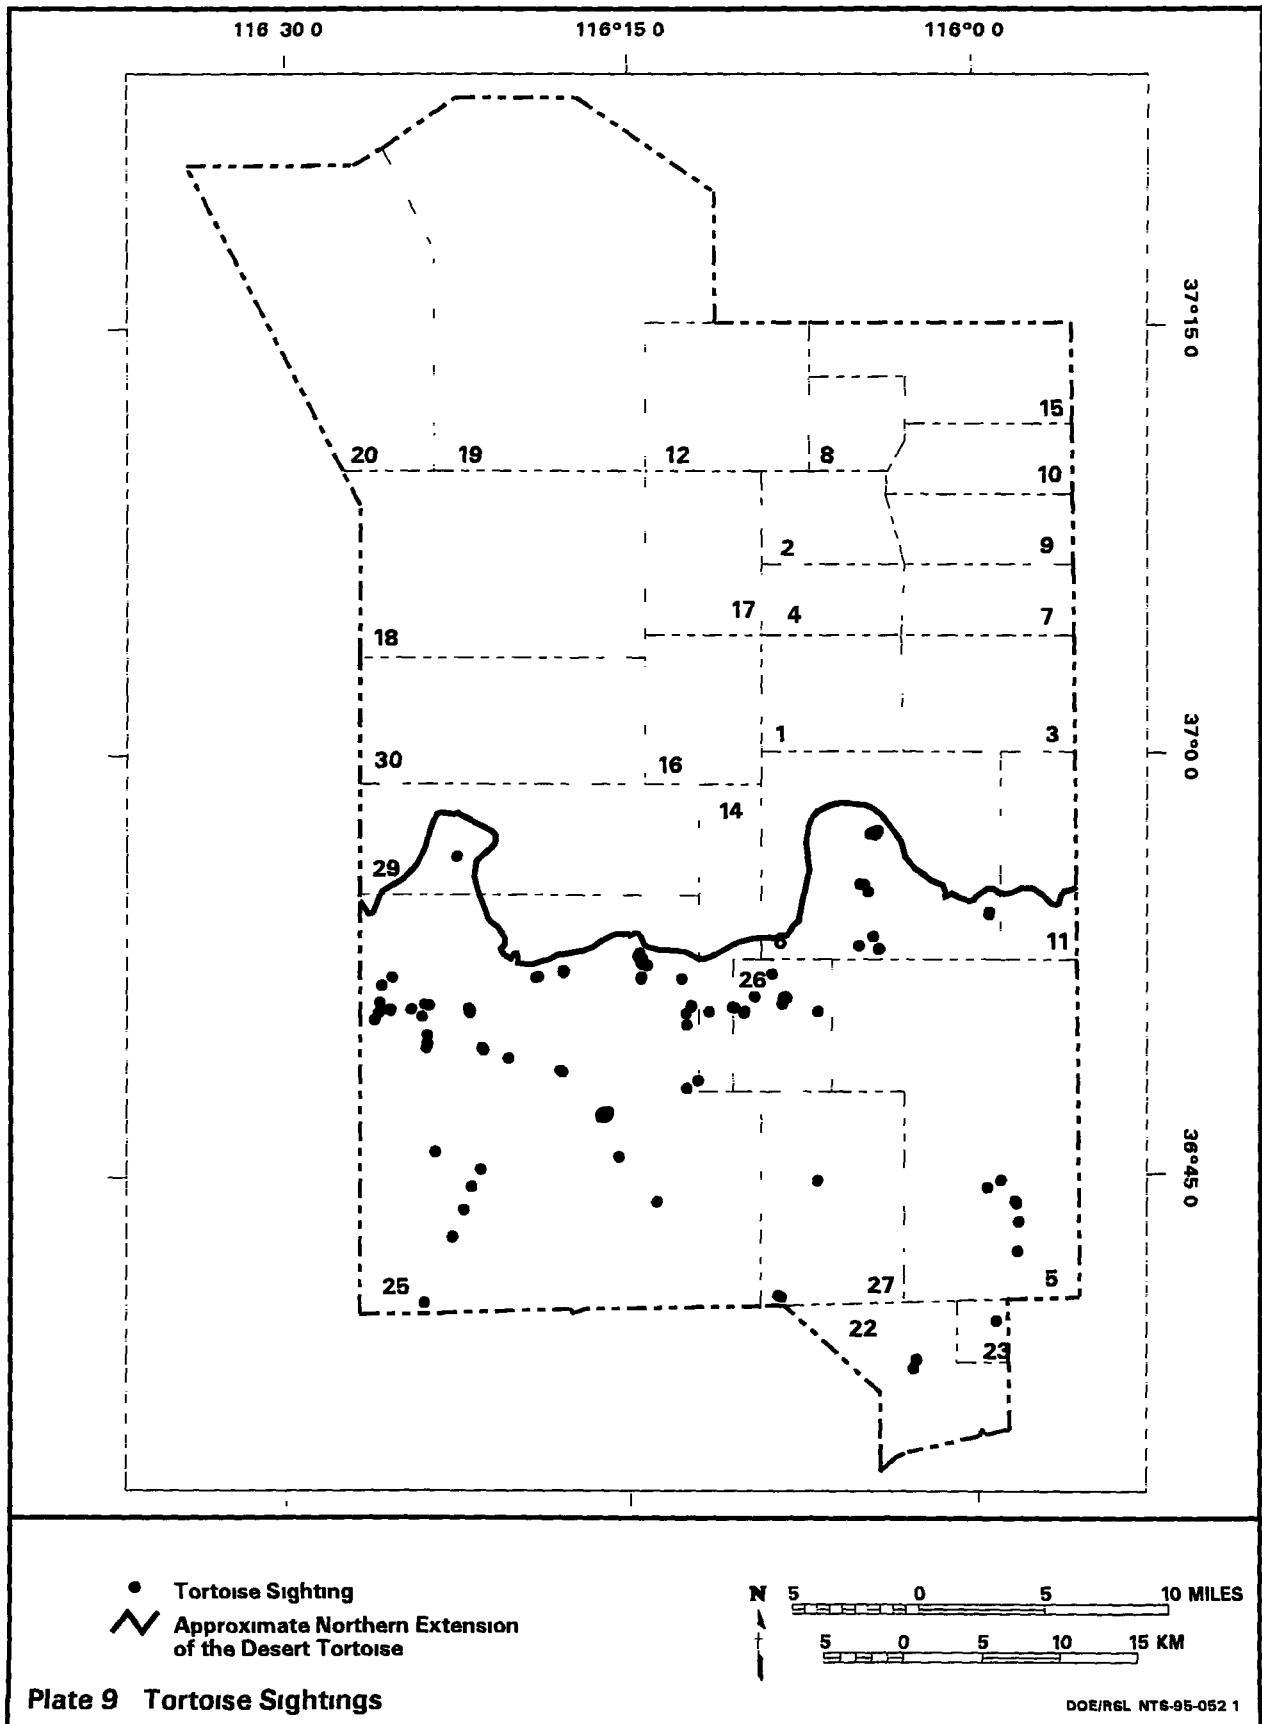 116 30 0 116°15 0 116°0 0
37°15 0
15
20 19 12 8
10
2 9
17 4 7
18
1 3
37°0 0
30 16
14
29
11
26
36°45 0
25 27 5
22
23
Tortoise Sighting
Approximate Northern Extension
of the Desert Tortoise
N 5 0 5 10 MILES
5 0 5 10 15 KM
Plate 9 Tortoise Sightings
DOE/RSL NTS-95-052 1